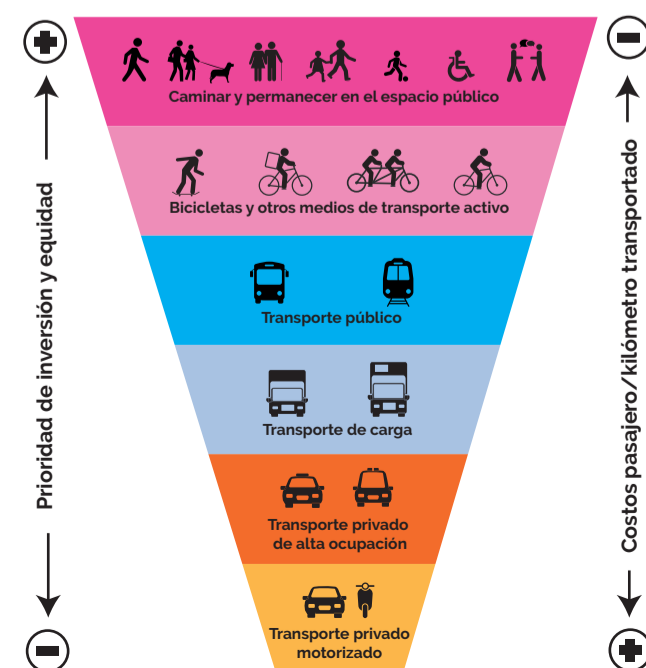 Caminar y permanecer en el espacio público
Bicicletas y otros medios de transporte activo
Transporte público
Transporte de carga
Transporte privado
de alta ocupación
Transporte privado
motorizado
Prioridad de inversión y equidad
Costos pasajero/kilómetro transportado